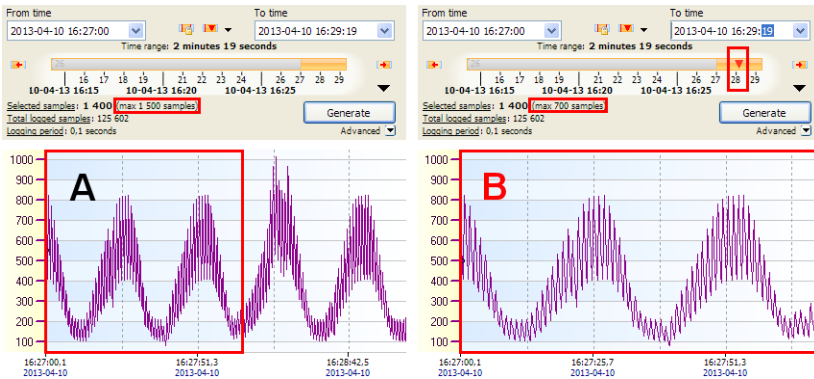 From time
To time
2013-04-10 16:27:00
2013-04-10 16:29:19
Time range: 2 minutes 19 seconds
26
16 17 18 19 21 22 23 24 26 27 28 29
10-04-13 16:15 10-04-13 16:20 10-04-13 16:25
Selected samples: 1 400 (max 1 500 samples)
Total logged samples: 125 602
Logging period: 0,1 seconds
Generate
Advanced
1000
900
800
700
600
500
400
300
200
100
A
16:27:00,1
2013-04-10
16:27:51,3
2013-04-10
16:28:42,5
2013-04-10
From time
To time
2013-04-10 16:27:00
2013-04-10 16:29:19
Time range: 2 minutes 19 seconds
26
16 17 18 19 21 22 23 24 26 27 28 29
10-04-13 16:15 10-04-13 16:20 10-04-13 16:25
Selected samples: 1 400 (max 700 samples)
Total logged samples: 125 602
Logging period: 0,1 seconds
Generate
Advanced
1000
900
800
700
600
500
400
300
200
100
B
16:27:00,1
2013-04-10
16:27:25,7
2013-04-10
16:27:51,3
2013-04-10